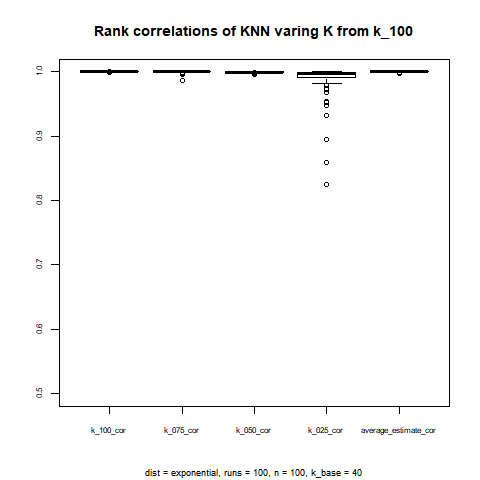 Rank correlations of KNN varing K from k_100
1.0
0.9
0.8
0.7
0.6
0.5
k_100_cor k_075_cor k_050_cor k_025_cor average_estimate_cor
dist = exponential, runs = 100, n = 100, k_base = 40